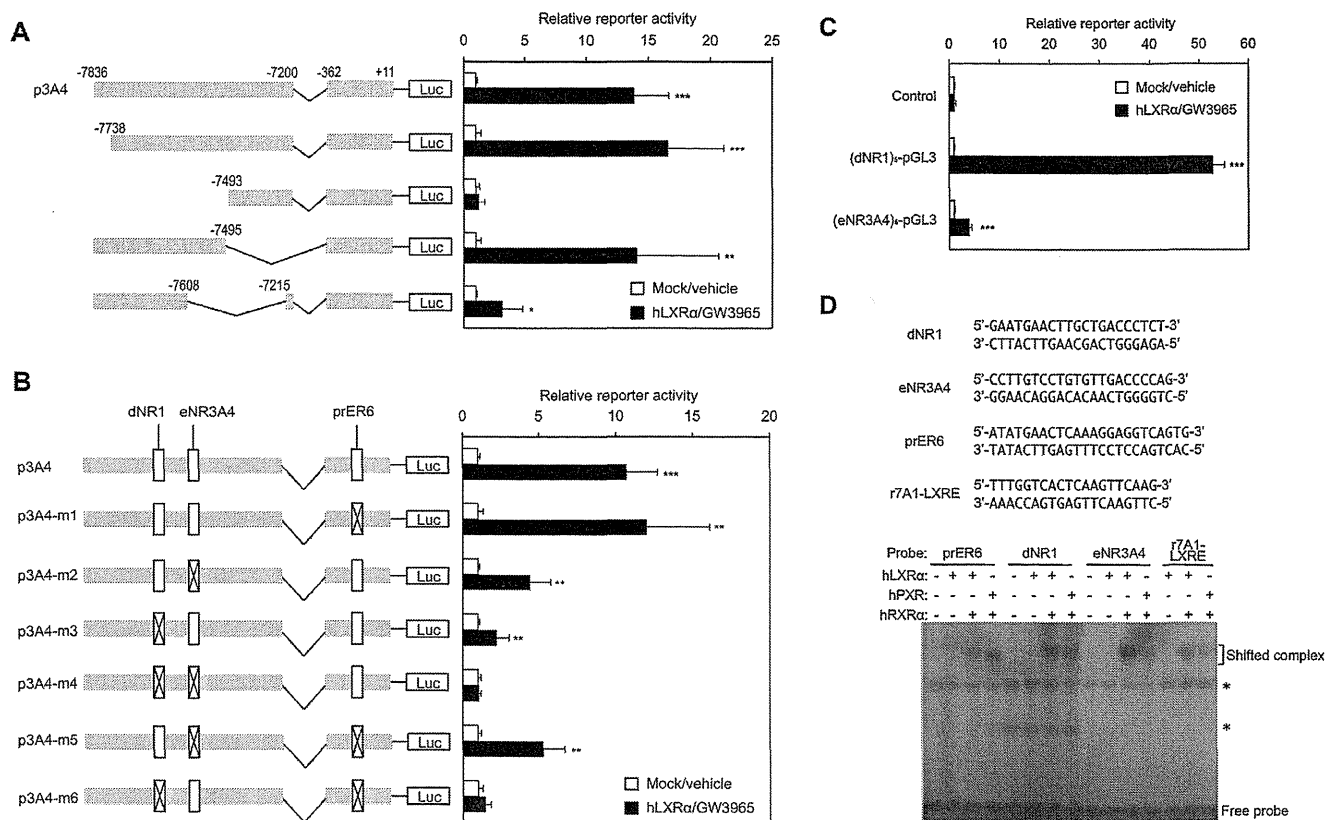 A
Relative reporter activity
0 5 10 15 20 25
-7836 -7200 -362 +11
p3A4 Luc ***
-7738
Luc ***
-7493
Luc
-7495
Luc **
-7608 -7215
Luc *
Mock/vehicle
hLXRα/GW3965
B
Relative reporter activity
0 5 10 15 20
dNR1 eNR3A4 prER6
p3A4 Luc ***
p3A4-m1 Luc **
p3A4-m2 Luc **
p3A4-m3 Luc **
p3A4-m4 Luc
p3A4-m5 Luc **
p3A4-m6 Luc
Mock/vehicle
hLXRα/GW3965
C
Relative reporter activity
0 10 20 30 40 50 60
Control
Mock/vehicle
hLXRα/GW3965
(dNR1)₅-pGL3 ***
-pGL3 ***
D
dNR1
5'-GAATGAACTTGCTGACCCTCT-3'
3'-CTTACTTGAACGACTGGGAGA-5'
eNR3A4
5'-CCTTGTCCTGTGTTGACCCCAG-3'
3'-GGAACAGGACACAACTGGGGTC-5'
prER6
5'-ATATGAACTCAAAGGAGGTCAGTG-3'
3'-TATACTTGAGTTTCCTCCAGTCAC-5'
r7A1-LXRE
5'-TTTGGTCACTCAAGTTCAAG-3'
3'-AAACCAGTGAGTTCAAGTTC-5'
Probe: prER6 dNR1 eNR3A4 r7A1-LXRE
hLXRα: - + + - - + + - - + + - + + -
hPXR: - - - + - - - + - - - + - - +
hRXRα: - - + + - - + + - - + + - + +
Shifted complex
*
*
Free probe